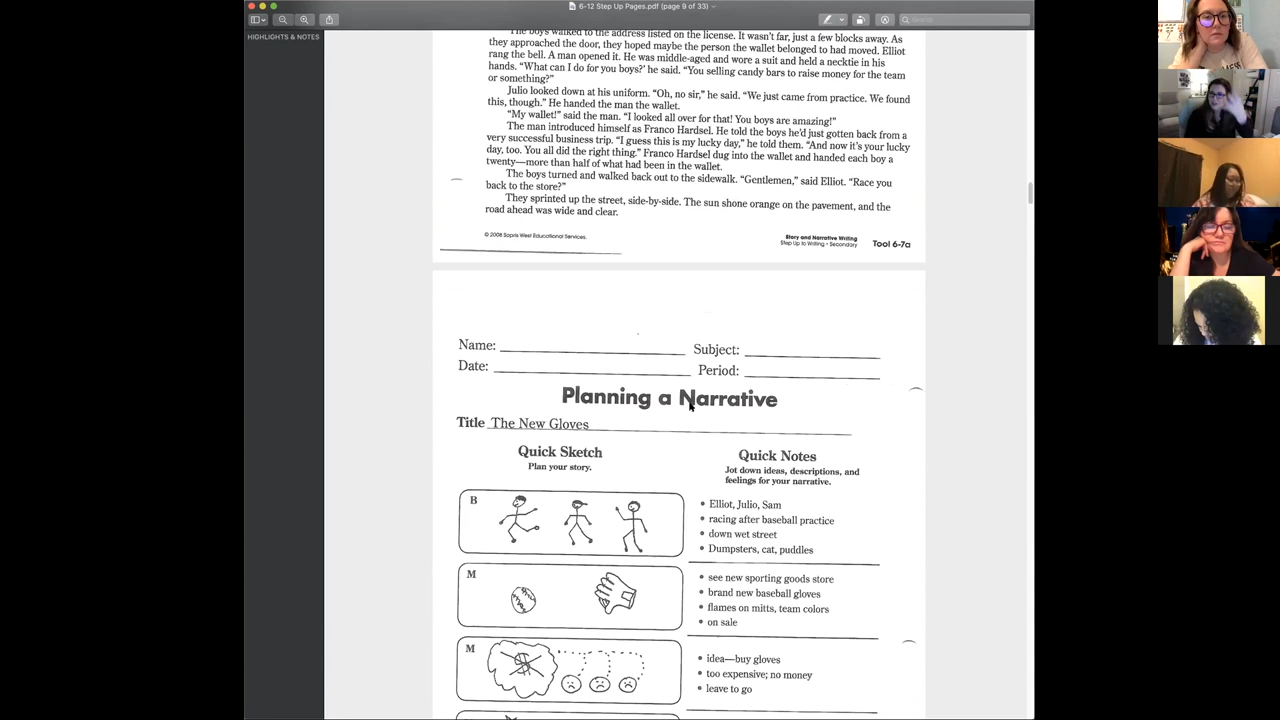 6-12 Step Up Pages.pdf (page 9 of 33)
Search
HIGHLIGHTS & NOTES
The boys walked to the address listed on the license. It wasn't far, just a few blocks away. As
they approached the door, they hoped maybe the person the wallet belonged to had moved. Elliot
rang the bell. A man opened it. He was middle-aged and wore a suit and held a necktie in his
hands. "What can I do for you boys?' he said. "You selling candy bars to raise money for the team
or something?"
Julio looked down at his uniform. "Oh, no sir," he said. "We just came from practice. We found
this, though." He handed the man the wallet.
"My wallet!" said the man. "I looked all over for that! You boys are amazing!"
The man introduced himself as Franco Hardsel. He told the boys he'd just gotten back from a
very successful business trip. "I guess this is my lucky day," he told them. "And now it's your lucky
day, too. You all did the right thing." Franco Hardsel dug into the wallet and handed each boy a
twenty—more than half of what had been in the wallet.
The boys turned and walked back out to the sidewalk. "Gentlemen," said Elliot. "Race you
back to the store?"
They sprinted up the street, side-by-side. The sun shone orange on the pavement, and the
road ahead was wide and clear.
© 2008 Sopris West Educational Services.
Story and Narrative Writing
Step Up to Writing • Secondary
Tool 6-7a
Name:
Subject:
Date:
Period:
Planning a Narrative
Title The New Gloves
Quick Sketch
Plan your story.
Quick Notes
Jot down ideas, descriptions, and
feelings for your narrative.
B
• Elliot, Julio, Sam
• racing after baseball practice
• down wet street
• Dumpsters, cat, puddles
M
• see new sporting goods store
• brand new baseball gloves
• flames on mitts, team colors
• on sale
M
$
• idea—buy gloves
• too expensive; no money
• leave to go